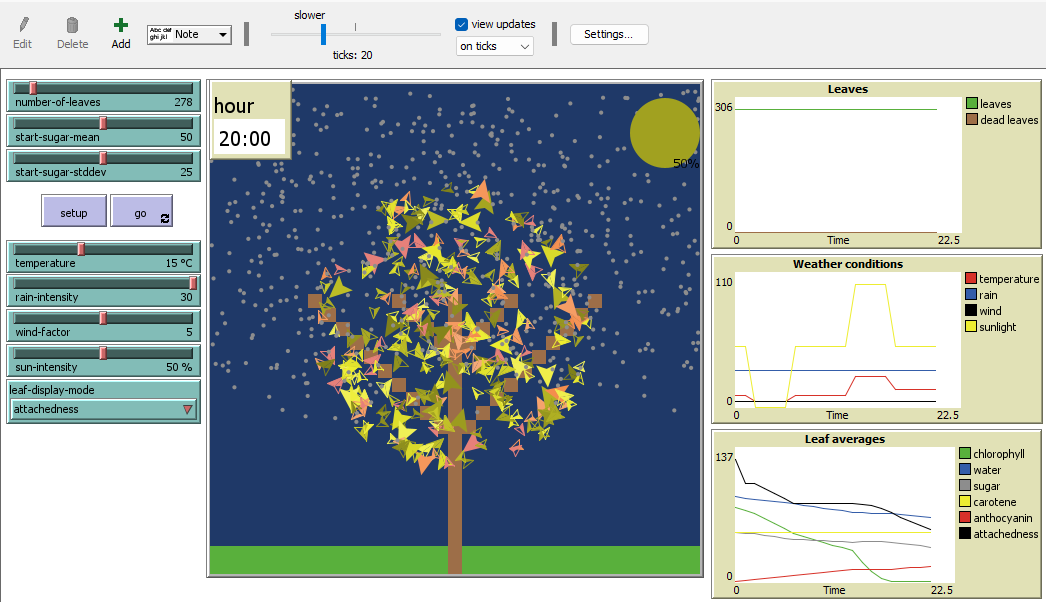 slower
view updates
Abc def
ghi jkl
Note
on ticks
Settings...
Edit
Delete
Add
ticks: 20
number-of-leaves 278
start-sugar-mean 50
start-sugar-stddev 25
setup
go
temperature 15 °C
rain-intensity 30
wind-factor 5
sun-intensity 50 %
leaf-display-mode
attachedness
hour
20:00
50%
Leaves
306
0
0
Time
22.5
leaves
dead leaves
Weather conditions
110
0
0
Time
22.5
temperature
rain
wind
sunlight
Leaf averages
137
0
0
Time
22.5
chlorophyll
water
sugar
carotene
anthocyanin
attachedness